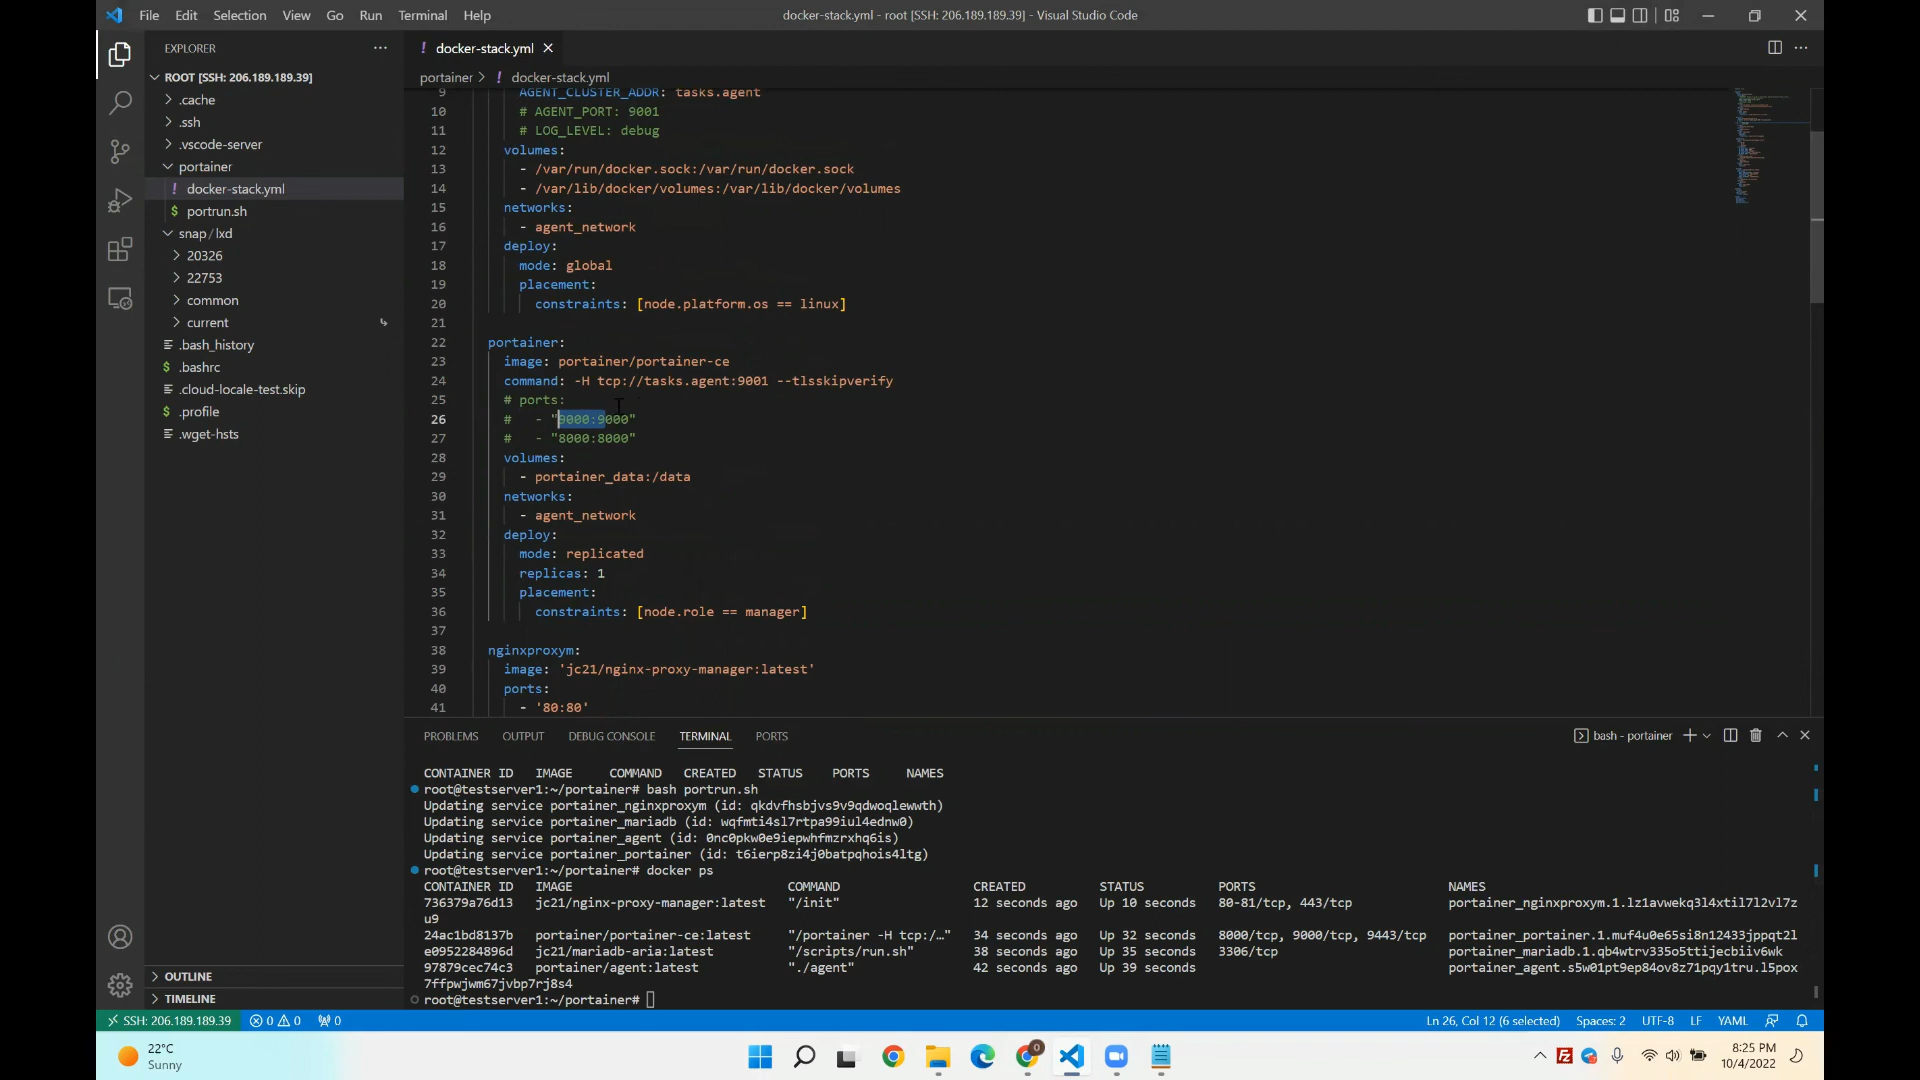 File Edit Selection View Go Run Terminal Help
docker-stack.yml - root [SSH: 206.189.189.39] - Visual Studio Code
EXPLORER
ROOT [SSH: 206.189.189.39]
.cache
.ssh
.vscode-server
portainer
docker-stack.yml
portrun.sh
snap / lxd
20326
22753
common
current
.bash_history
.bashrc
.cloud-locale-test.skip
.profile
.wget-hsts
OUTLINE
TIMELINE
docker-stack.yml
portainer > docker-stack.yml
9 AGENT_CLUSTER_ADDR: tasks.agent
10 # AGENT_PORT: 9001
11 # LOG_LEVEL: debug
12 volumes:
13 - /var/run/docker.sock:/var/run/docker.sock
14 - /var/lib/docker/volumes:/var/lib/docker/volumes
15 networks:
16 - agent_network
17 deploy:
18 mode: global
19 placement:
20 constraints: [node.platform.os == linux]
21
22 portainer:
23 image: portainer/portainer-ce
24 command: -H tcp://tasks.agent:9001 --tlsskipverify
25 # ports:
26 # - "9000:9000"
27 # - "8000:8000"
28 volumes:
29 - portainer_data:/data
30 networks:
31 - agent_network
32 deploy:
33 mode: replicated
34 replicas: 1
35 placement:
36 constraints: [node.role == manager]
37
38 nginxproxym:
39 image: 'jc21/nginx-proxy-manager:latest'
40 ports:
41 - '80:80'
PROBLEMS OUTPUT DEBUG CONSOLE TERMINAL PORTS
bash - portainer
CONTAINER ID IMAGE COMMAND CREATED STATUS PORTS NAMES
root@testserver1:~/portainer# bash portrun.sh
Updating service portainer_nginxproxym (id: qkdvfhsbjvs9v9qdwoqlewwth)
Updating service portainer_mariadb (id: wqfmti4sl7rtpa99iul4ednw0)
Updating service portainer_agent (id: 0nc0pkw0e9iepwhfmzrxhq6is)
Updating service portainer_portainer (id: t6ierp8zi4j0batpqhois4ltg)
root@testserver1:~/portainer# docker ps
CONTAINER ID IMAGE COMMAND CREATED STATUS PORTS NAMES
736379a76d13 jc21/nginx-proxy-manager:latest "/init" 12 seconds ago Up 10 seconds 80-81/tcp, 443/tcp portainer_nginxproxym.1.lz1avwekq3l4xtil7l2vl7z
u9
24ac1bd8137b portainer/portainer-ce:latest "/portainer -H tcp:/…" 34 seconds ago Up 32 seconds 8000/tcp, 9000/tcp, 9443/tcp portainer_portainer.1.muf4u0e65si8n12433jppqt2l
e0952284896d jc21/mariadb-aria:latest "/scripts/run.sh" 38 seconds ago Up 35 seconds 3306/tcp portainer_mariadb.1.qb4wtrv335o5ttijecbiiv6wk
97879cec74c3 portainer/agent:latest "./agent" 42 seconds ago Up 39 seconds portainer_agent.s5w01pt9ep84ov8z71pqy1tru.l5pox
7ffpwjwm67jvbp7rj8s4
root@testserver1:~/portainer#
SSH: 206.189.189.39 0 0 0 Ln 26, Col 12 (6 selected) Spaces: 2 UTF-8 LF YAML
22°C
Sunny
8:25 PM
10/4/2022